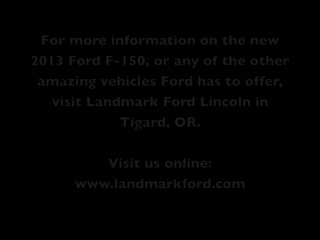 For more information on the new
2013 Ford F-150, or any of the other
amazing vehicles Ford has to offer,
visit Landmark Ford Lincoln in
Tigard, OR.
Visit us online:
www.landmarkford.com